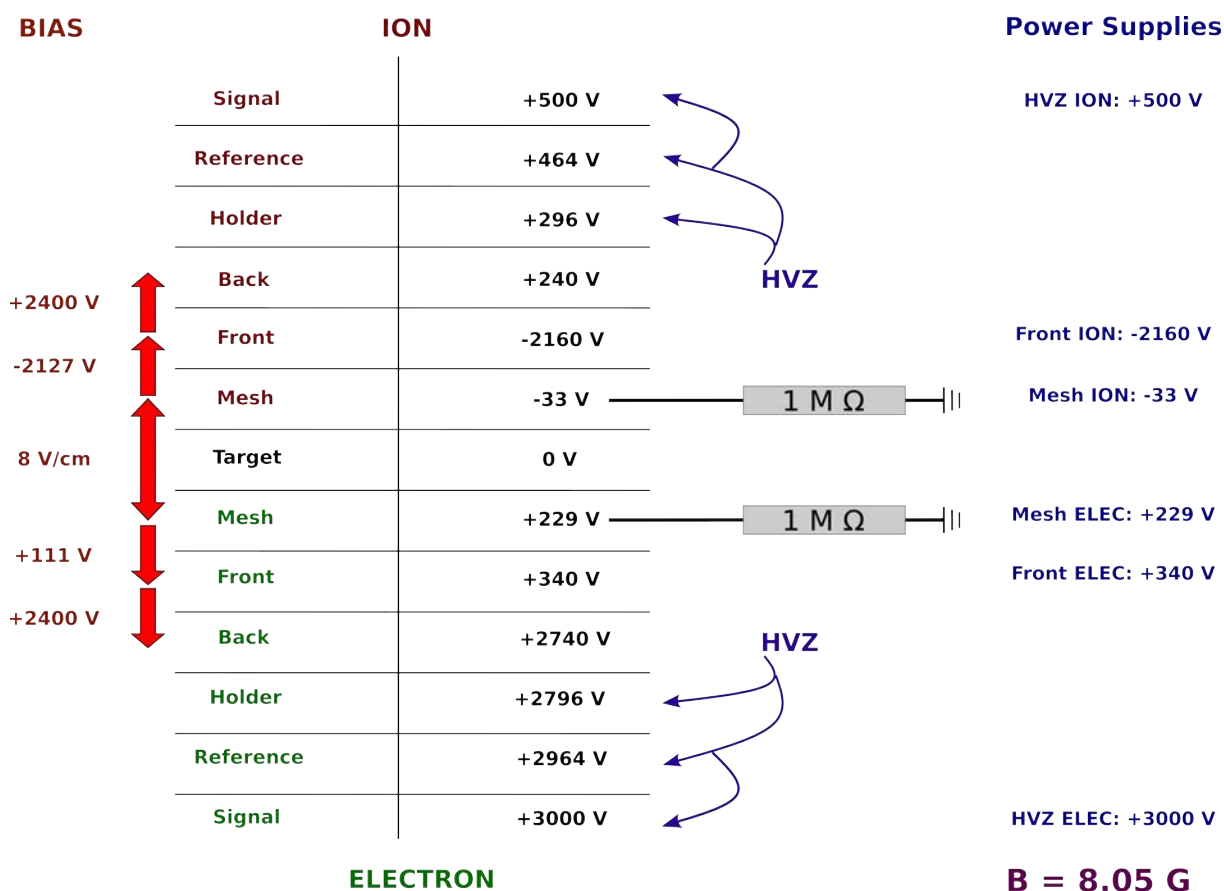 BIAS ION Power Supplies
Signal +500 V HVZ ION: +500 V
Reference +464 V
Holder +296 V
Back +240 V HVZ
+2400 V
Front -2160 V Front ION: -2160 V
-2127 V
Mesh -33 V 1 M Ω Mesh ION: -33 V
8 V/cm Target 0 V
Mesh +229 V 1 M Ω Mesh ELEC: +229 V
+111 V
Front +340 V Front ELEC: +340 V
+2400 V
Back +2740 V HVZ
Holder +2796 V
Reference +2964 V
Signal +3000 V HVZ ELEC: +3000 V
ELECTRON B = 8.05 G